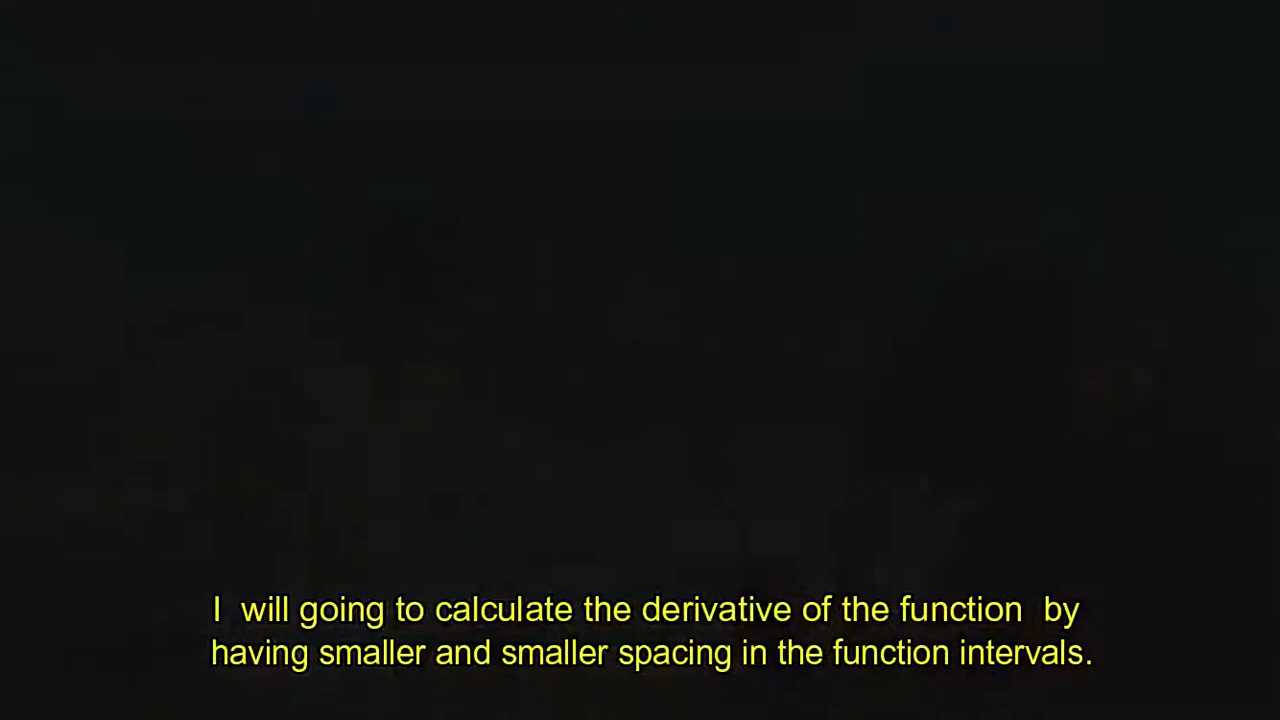 I  will going to calculate the derivative of the function  by
having smaller and smaller spacing in the function intervals.